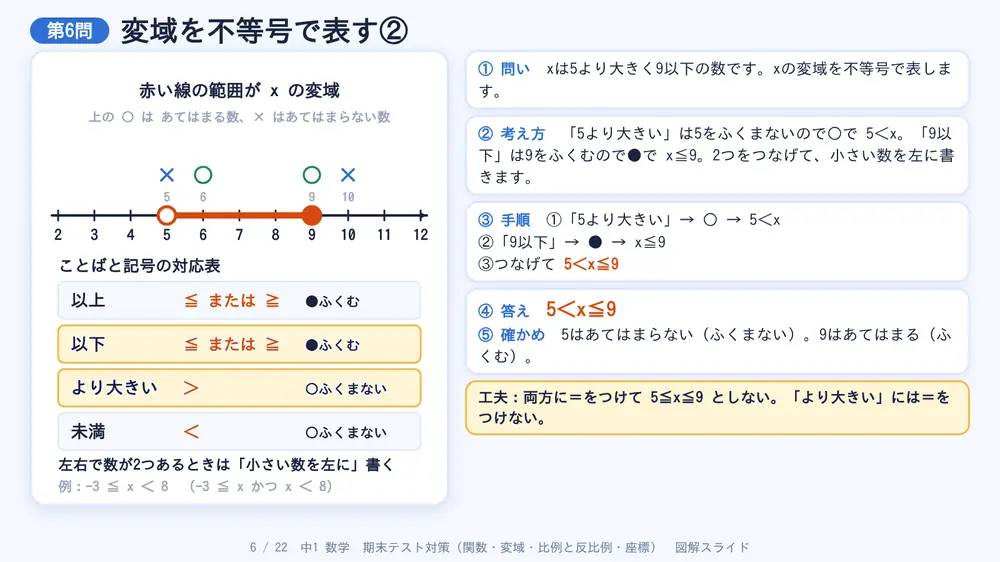 第6問 変域を不等号で表す②
赤い線の範囲が x の変域
上の ○ は あてはまる数、× はあてはまらない数
× ○ ○ ×
5 6 9 10
2 3 4 5 6 7 8 9 10 11 12
ことばと記号の対応表
以上 ≦ または ≧ ●ふくむ
以下 ≦ または ≧ ●ふくむ
より大きい ＞ ○ふくまない
未満 ＜ ○ふくまない
左右で数が2つあるときは「小さい数を左に」書く
例：−3 ≦ x ＜ 8 （−3 ≦ x かつ x ＜ 8）
① 問い xは5より大きく9以下の数です。xの変域を不等号で表しま
す。
② 考え方 「5より大きい」は5をふくまないので○で 5＜x。「9以
下」は9をふくむので●で x≦9。2つをつなげて、小さい数を左に書
きます。
③ 手順 ①「5より大きい」→ ○ → 5＜x
②「9以下」→ ● → x≦9
③つなげて 5＜x≦9
④ 答え 5＜x≦9
⑤ 確かめ 5はあてはまらない（ふくまない）。9はあてはまる（ふ
くむ）。
工夫：両方に＝をつけて 5≦x≦9 としない。「より大きい」には＝を
つけない。
6 / 22 中1 数学 期末テスト対策（関数・変域・比例と反比例・座標） 図解スライド